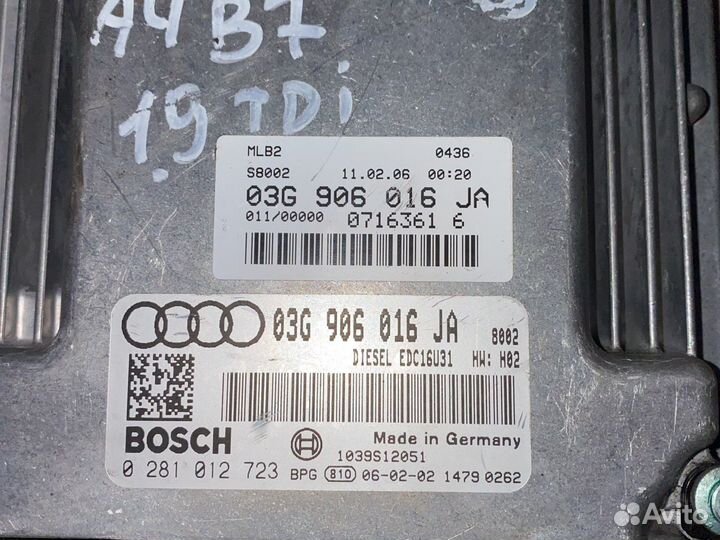 A4B7
1.9 TDi
MLB2 0436
S8002 11.02.06 00:20
03G 906 016 JA
011/00000 0716361 6
03G 906 016 JA 8002
DIESEL EDC16U31 HW: H02
BOSCH Made in Germany
1039S12051
0 281 012 723 BPG 810 06-02-02 1479 0262
Avito